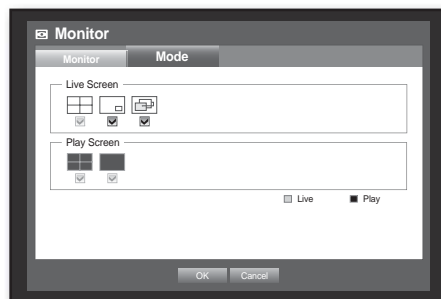 Monitor
Monitor Mode
Live Screen
Play Screen
Live Play
OK Cancel